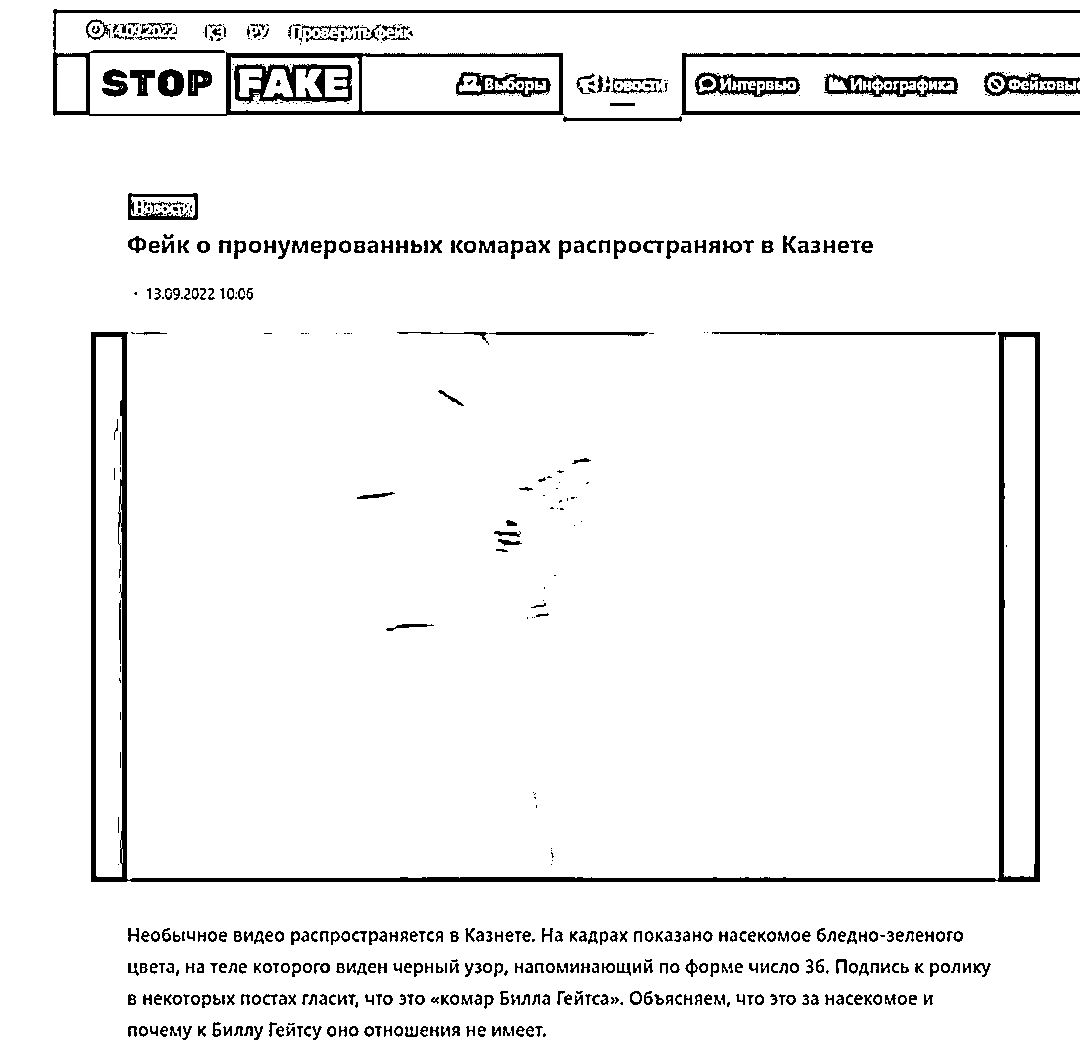 14.09.2022 ҚЗ РУ Проверить фейк
STOP FAKE Выборы Новости Интервью Инфографика Фейковые
Новости
Фейк о пронумерованных комарах распространяют в Казнете
· 13.09.2022 10:06
Необычное видео распространяется в Казнете. На кадрах показано насекомое бледно-зеленого
цвета, на теле которого виден черный узор, напоминающий по форме число 36. Подпись к ролику
в некоторых постах гласит, что это «комар Билла Гейтса». Объясняем, что это за насекомое и
почему к Биллу Гейтсу оно отношения не имеет.